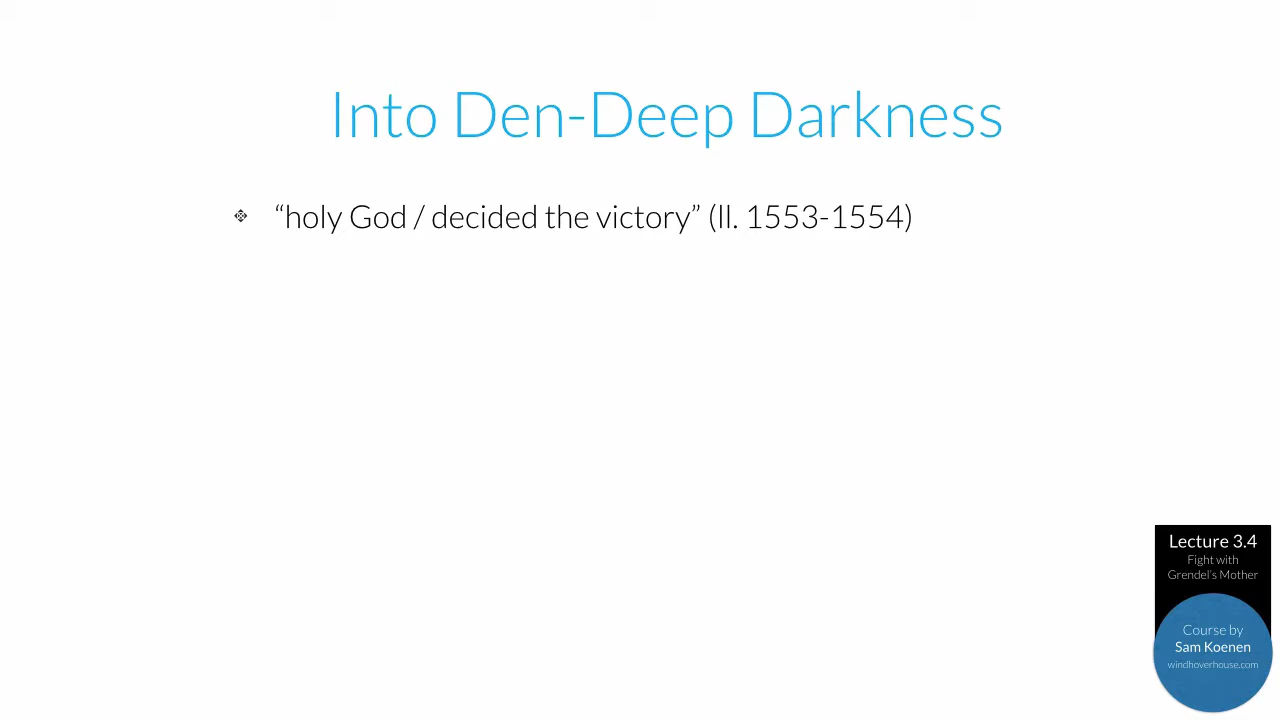 Into Den-Deep Darkness
“holy God / decided the victory” (ll. 1553-1554)
Lecture 3.4
Fight with
Grendel's Mother
Course by
Sam Koenen
windhoverhouse.com